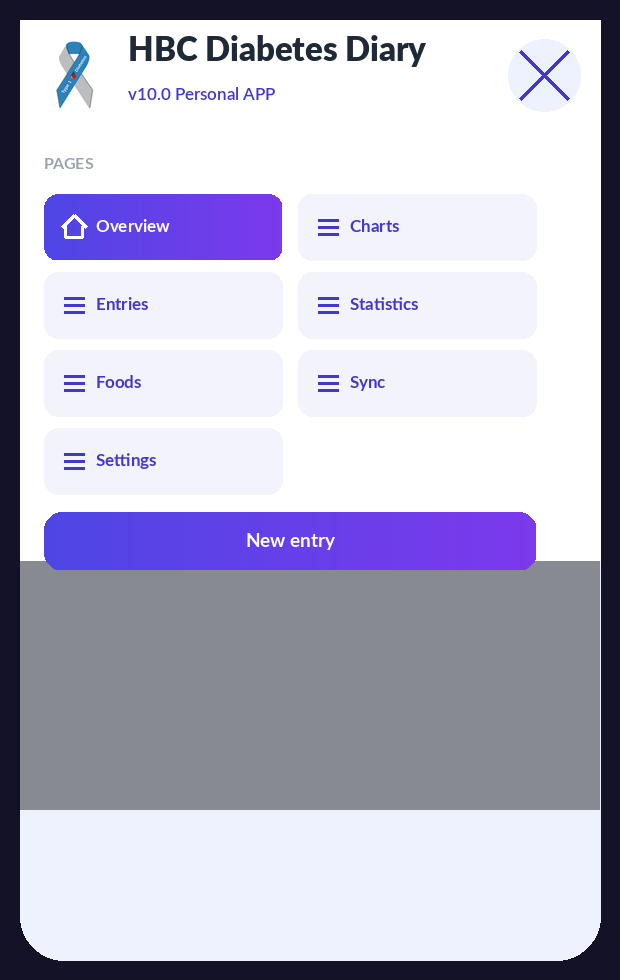 HBC Diabetes Diary
v10.0 Personal APP
PAGES
Overview
Charts
Entries
Statistics
Foods
Sync
Settings
New entry